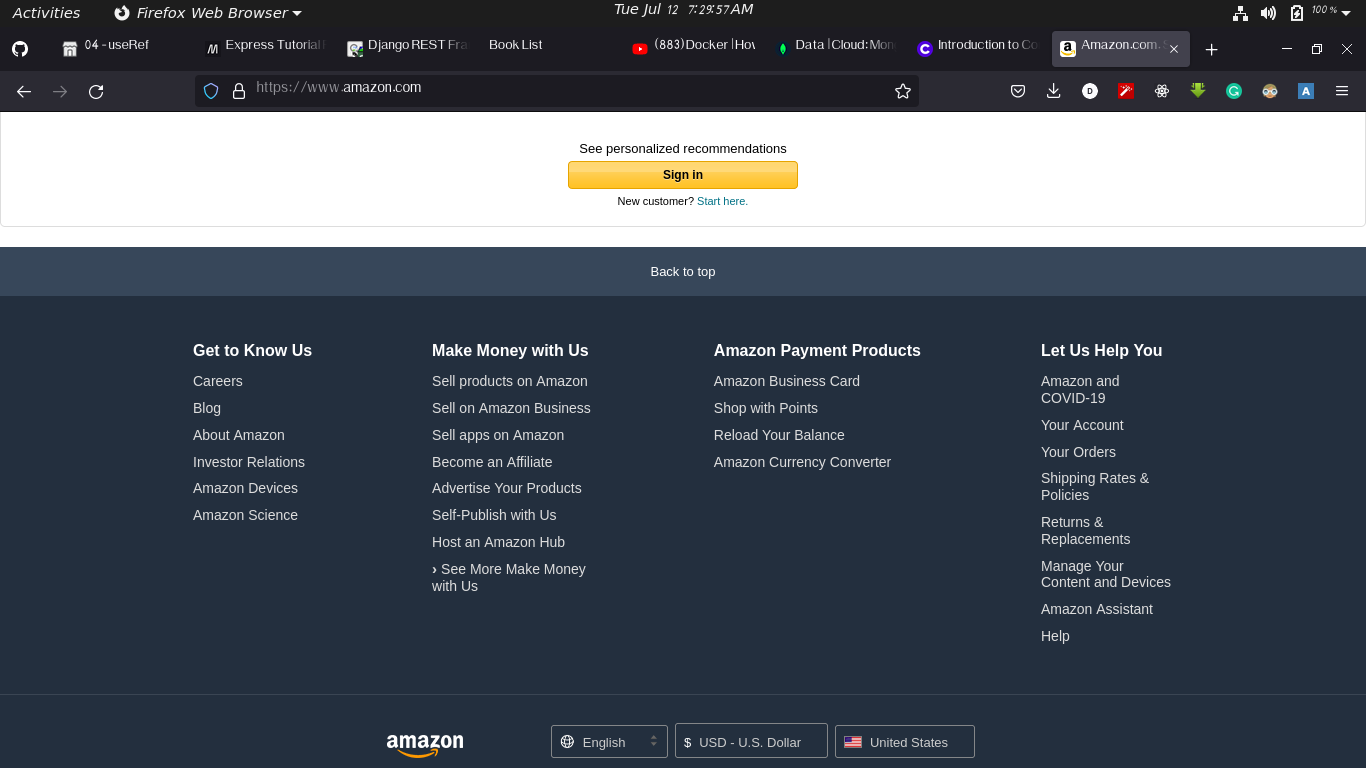 Activities
Firefox Web Browser
Tue Jul 12 7:29:57 AM
100 %
04 - useRef
Express Tutorial
Django REST Fra
Book List
(883) Docker | How
Data | Cloud: Mon
Introduction to Co
Amazon.com. S
https://www.amazon.com
See personalized recommendations
Sign in
New customer? Start here.
Back to top
Get to Know Us
Careers
Blog
About Amazon
Investor Relations
Amazon Devices
Amazon Science
Make Money with Us
Sell products on Amazon
Sell on Amazon Business
Sell apps on Amazon
Become an Affiliate
Advertise Your Products
Self-Publish with Us
Host an Amazon Hub
› See More Make Money
with Us
Amazon Payment Products
Amazon Business Card
Shop with Points
Reload Your Balance
Amazon Currency Converter
Let Us Help You
Amazon and
COVID-19
Your Account
Your Orders
Shipping Rates &
Policies
Returns &
Replacements
Manage Your
Content and Devices
Amazon Assistant
Help
amazon
English
$ USD - U.S. Dollar
United States